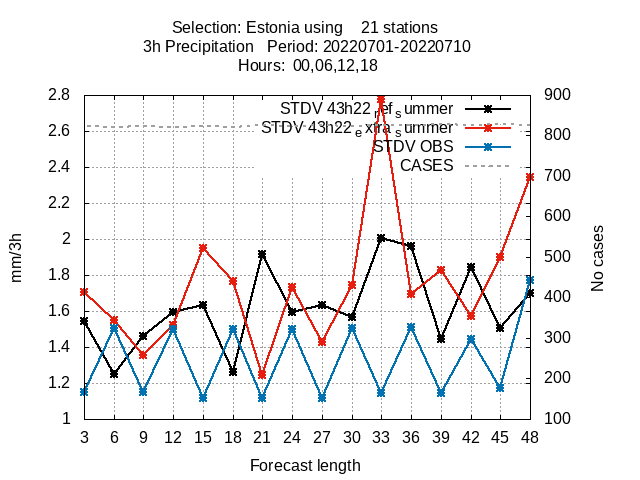 Selection: Estonia using 21 stations
3h Precipitation Period: 20220701-20220710
Hours: 00,06,12,18
STDV 43h22refsummer
STDV 43h22extrasummer
STDV OBS
CASES
2.8
2.6
2.4
2.2
2
1.8
1.6
1.4
1.2
1
mm/3h
900
800
700
600
500
400
300
200
100
No cases
3 6 9 12 15 18 21 24 27 30 33 36 39 42 45 48
Forecast length